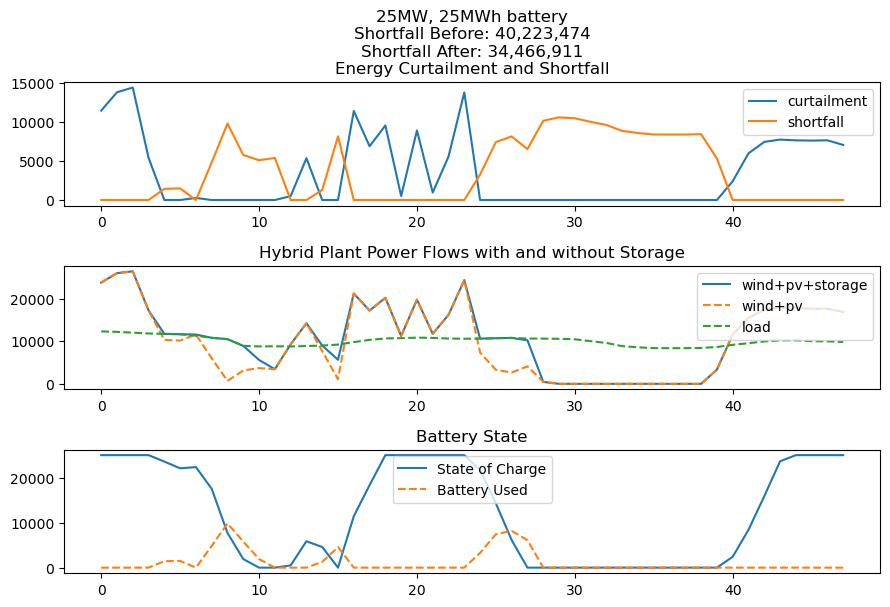 25MW, 25MWh battery
Shortfall Before: 40,223,474
Shortfall After: 34,466,911
Energy Curtailment and Shortfall
15000
10000
5000
0
curtailment
shortfall
0 10 20 30 40
Hybrid Plant Power Flows with and without Storage
20000
10000
0
wind+pv+storage
wind+pv
load
0 10 20 30 40
Battery State
20000
10000
0
State of Charge
Battery Used
0 10 20 30 40